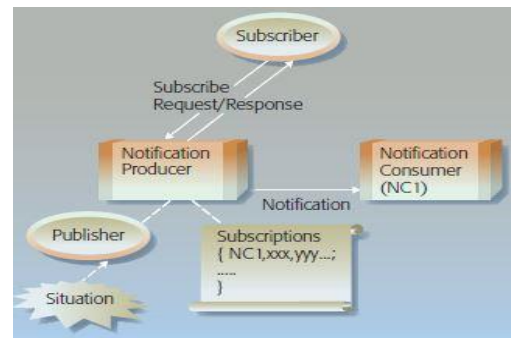 Subscriber
Subscribe
Request/Response
Notification
Producer
Notification
Consumer
(NC1)
Notification
Publisher
Subscriptions
{ NC1,xxx,yyy...;
.....
}
Situation